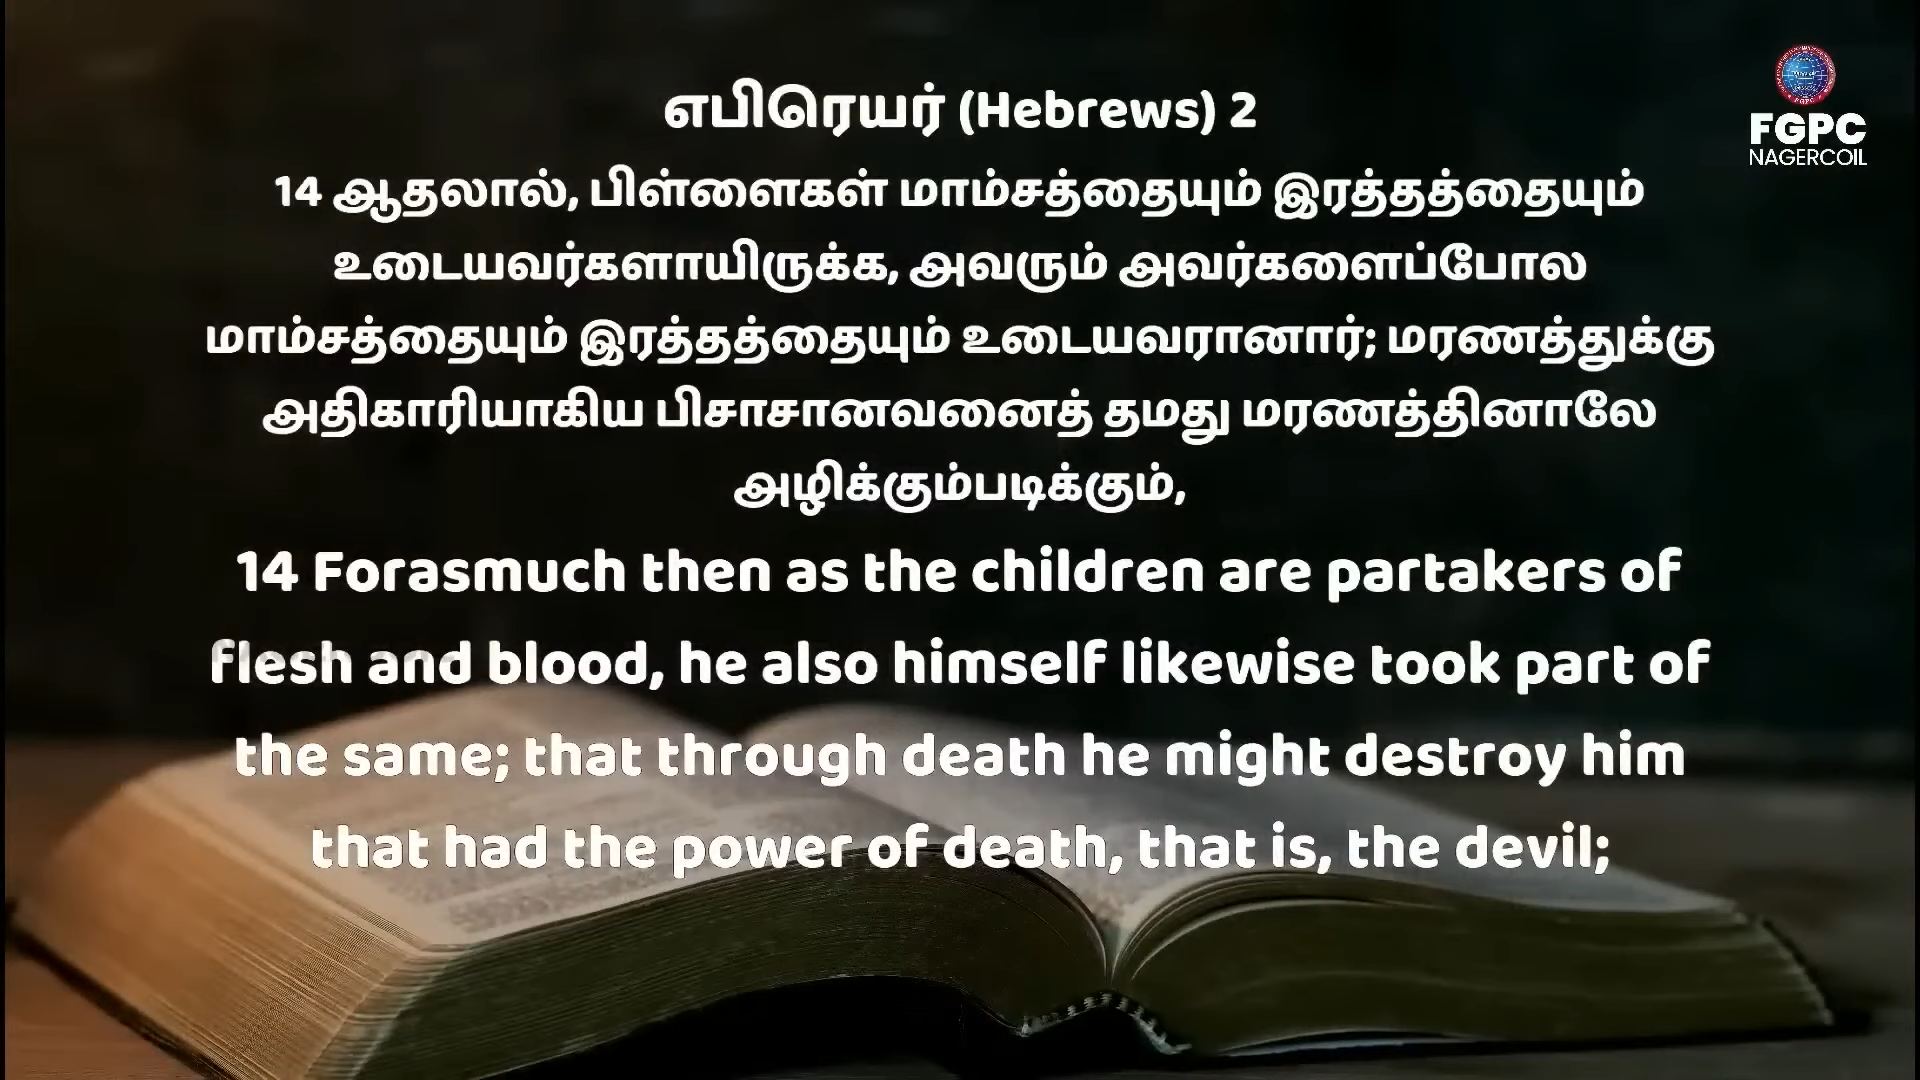 எபிரெயர் (Hebrews) 2
14 ஆதலால், பிள்ளைகள் மாம்சத்தையும் இரத்தத்தையும்
உடையவர்களாயிருக்க, அவரும் அவர்களைப்போல
மாம்சத்தையும் இரத்தத்தையும் உடையவரானார்; மரணத்துக்கு
அதிகாரியாகிய பிசாசானவனைத் தமது மரணத்தினாலே
அழிக்கும்படிக்கும்,
14 Forasmuch then as the children are partakers of
flesh and blood, he also himself likewise took part of
the same; that through death he might destroy him
that had the power of death, that is, the devil;
FGPC
NAGERCOIL